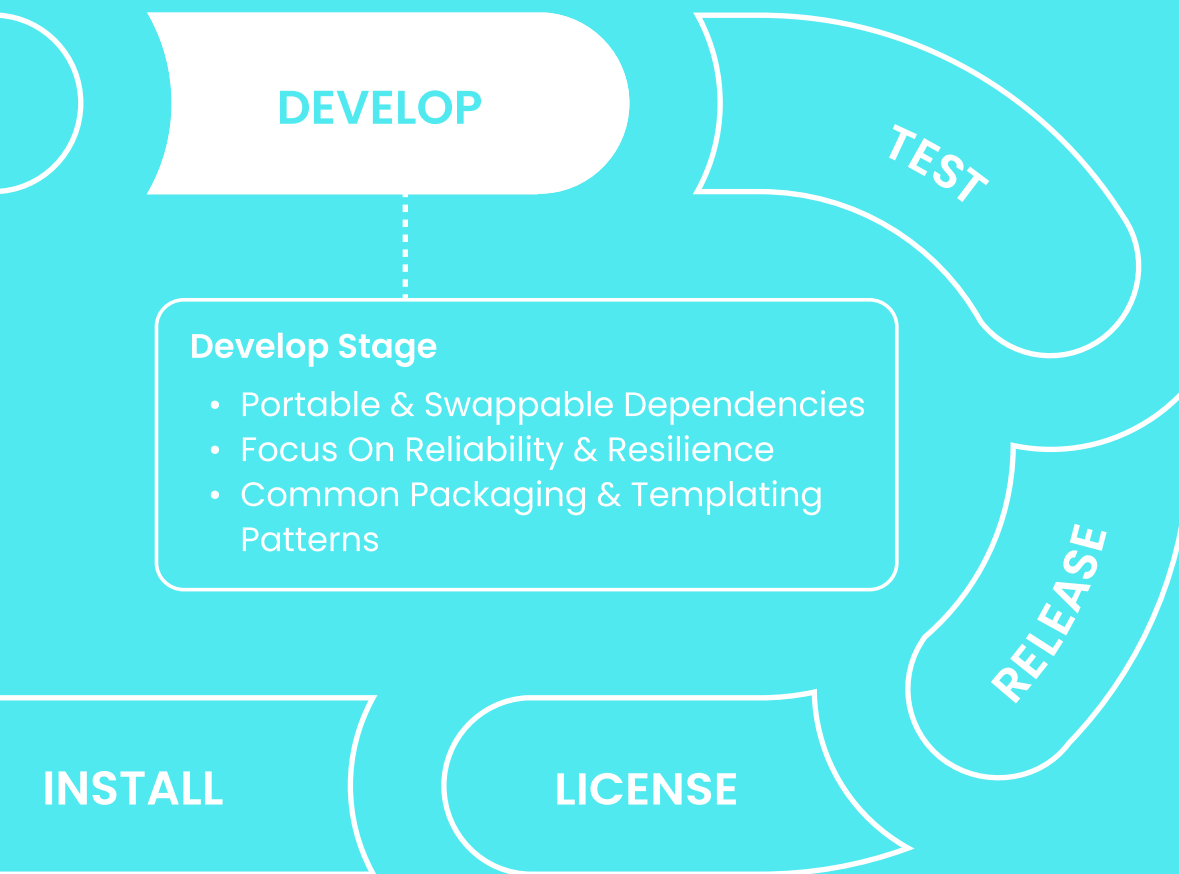 DEVELOP
TEST
Develop Stage
• Portable & Swappable Dependencies
• Focus On Reliability & Resilience
• Common Packaging & Templating
Patterns
RELEASE
LICENSE
INSTALL